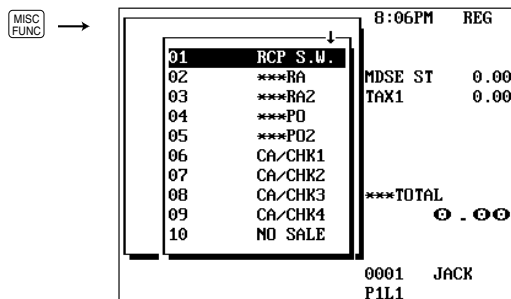 MISC
FUNC
8:06PM REG
01 RCP S.W.
02 ***RA
03 ***RA2
04 ***PO
05 ***PO2
06 CA/CHK1
07 CA/CHK2
08 CA/CHK3
09 CA/CHK4
10 NO SALE
MDSE ST 0.00
TAX1 0.00
***TOTAL
0.00
0001 JACK
P1L1